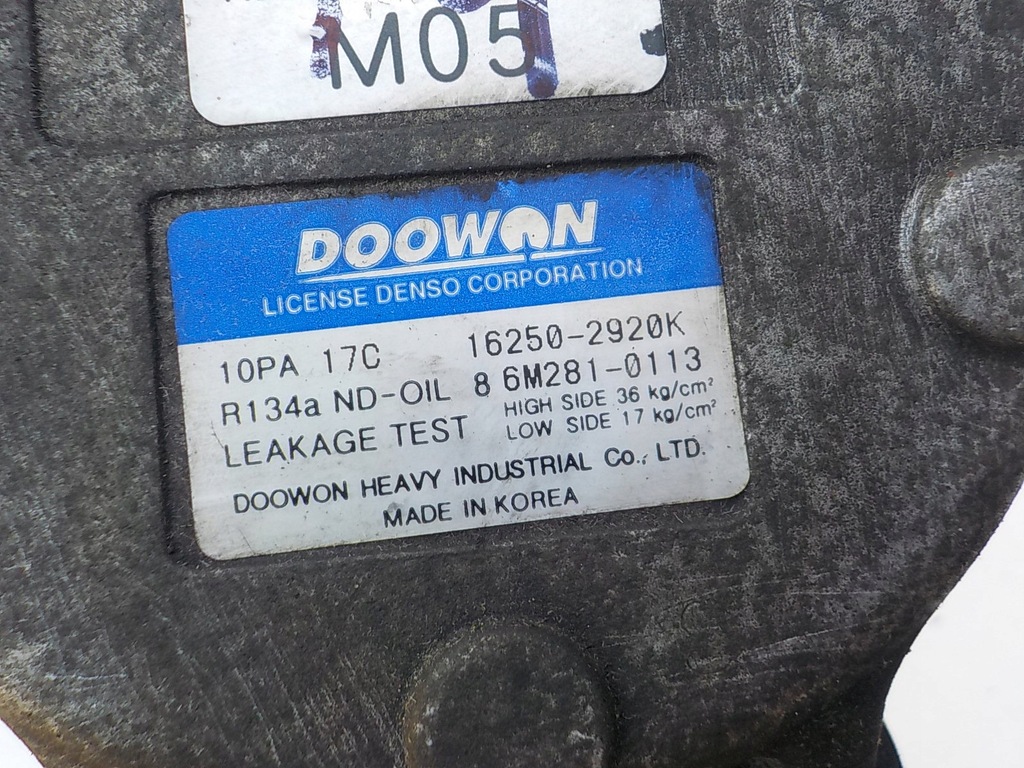 M05
DOOWON
LICENSE DENSO CORPORATION
10PA 17C 16250-2920K
R134a ND-OIL 8 6M281-0113
LEAKAGE TEST HIGH SIDE 36 kg/cm²
LOW SIDE 17 kg/cm²
DOOWON HEAVY INDUSTRIAL Co., LTD.
MADE IN KOREA